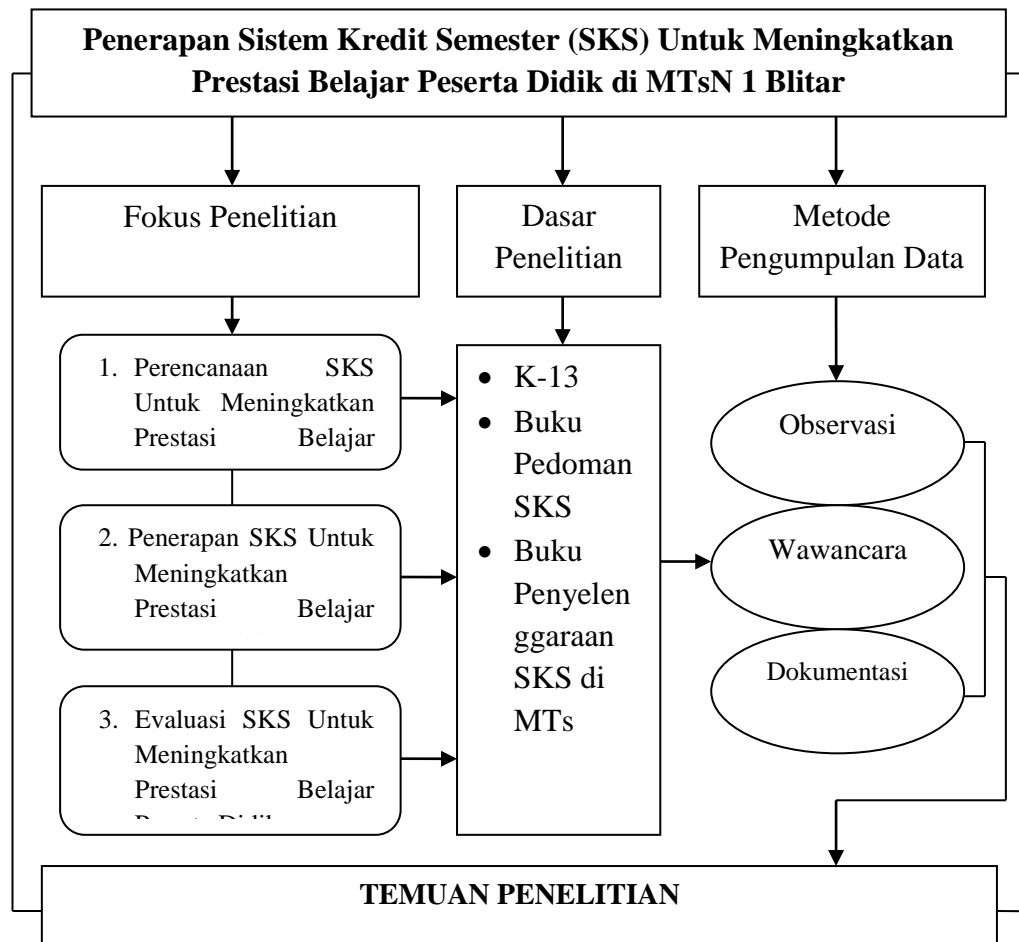 Penerapan Sistem Kredit Semester (SKS) Untuk Meningkatkan
Prestasi Belajar Peserta Didik di MTsN 1 Blitar
Fokus Penelitian
Dasar
Penelitian
Metode
Pengumpulan Data
1. Perencanaan SKS
Untuk Meningkatkan
Prestasi Belajar
2. Penerapan SKS Untuk
Meningkatkan
Prestasi Belajar
3. Evaluasi SKS Untuk
Meningkatkan
Prestasi Belajar
• K-13
• Buku
Pedoman
SKS
• Buku
Penyelen
ggaraan
SKS di
MTs
Observasi
Wawancara
Dokumentasi
TEMUAN PENELITIAN